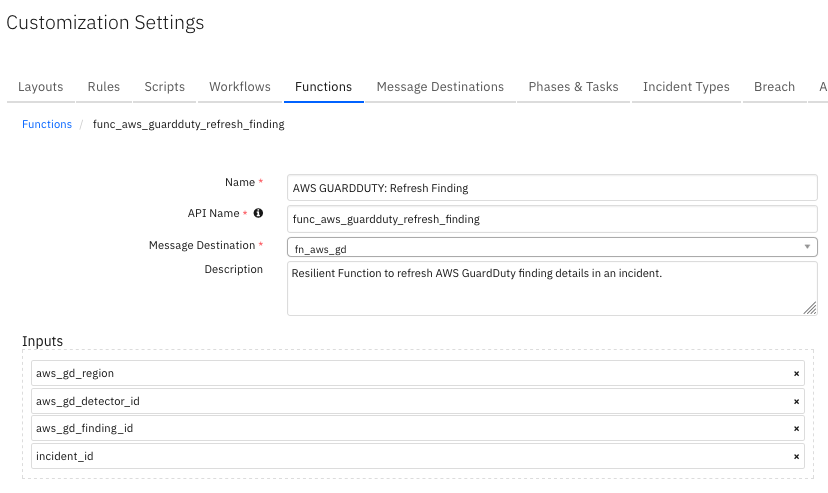 Customization Settings
Layouts Rules Scripts Workflows Functions Message Destinations Phases & Tasks Incident Types Breach A
Functions / func_aws_guardduty_refresh_finding
Name * AWS GUARDDUTY: Refresh Finding
API Name * func_aws_guardduty_refresh_finding
Message Destination * fn_aws_gd
Description Resilient Function to refresh AWS GuardDuty finding details in an incident.
Inputs
aws_gd_region ×
aws_gd_detector_id ×
aws_gd_finding_id ×
incident_id ×